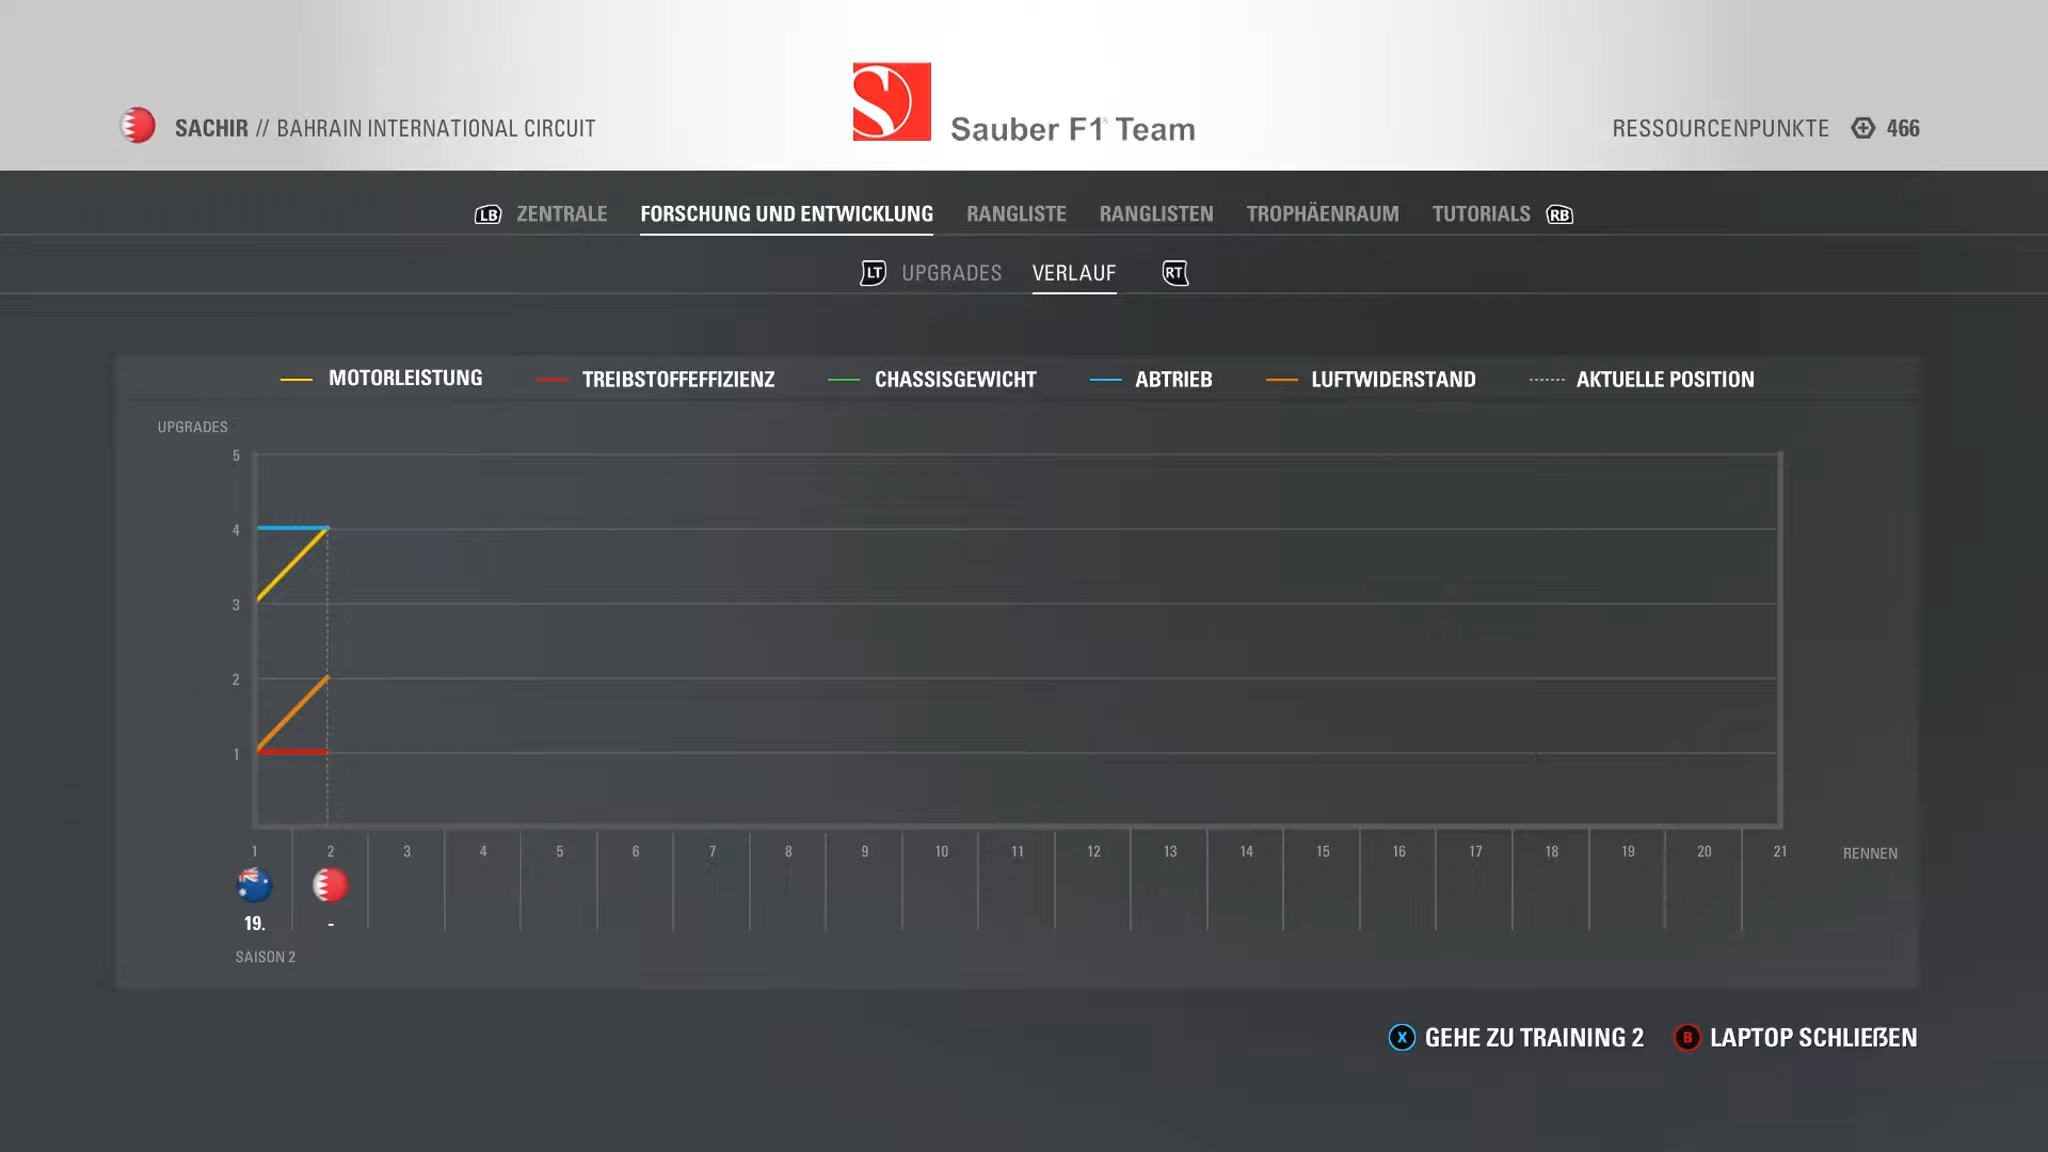 SACHIR // BAHRAIN INTERNATIONAL CIRCUIT
S Sauber F1® Team
RESSOURCENPUNKTE 466
LB ZENTRALE FORSCHUNG UND ENTWICKLUNG RANGLISTE RANGLISTEN TROPHÄENRAUM TUTORIALS RB
LT UPGRADES VERLAUF RT
MOTORLEISTUNG TREIBSTOFFEFFIZIENZ CHASSISGEWICHT ABTRIEB LUFTWIDERSTAND AKTUELLE POSITION
UPGRADES
5
4
3
2
1
1 2 3 4 5 6 7 8 9 10 11 12 13 14 15 16 17 18 19 20 21 RENNEN
19. -
SAISON 2
X GEHE ZU TRAINING 2 B LAPTOP SCHLIEßEN